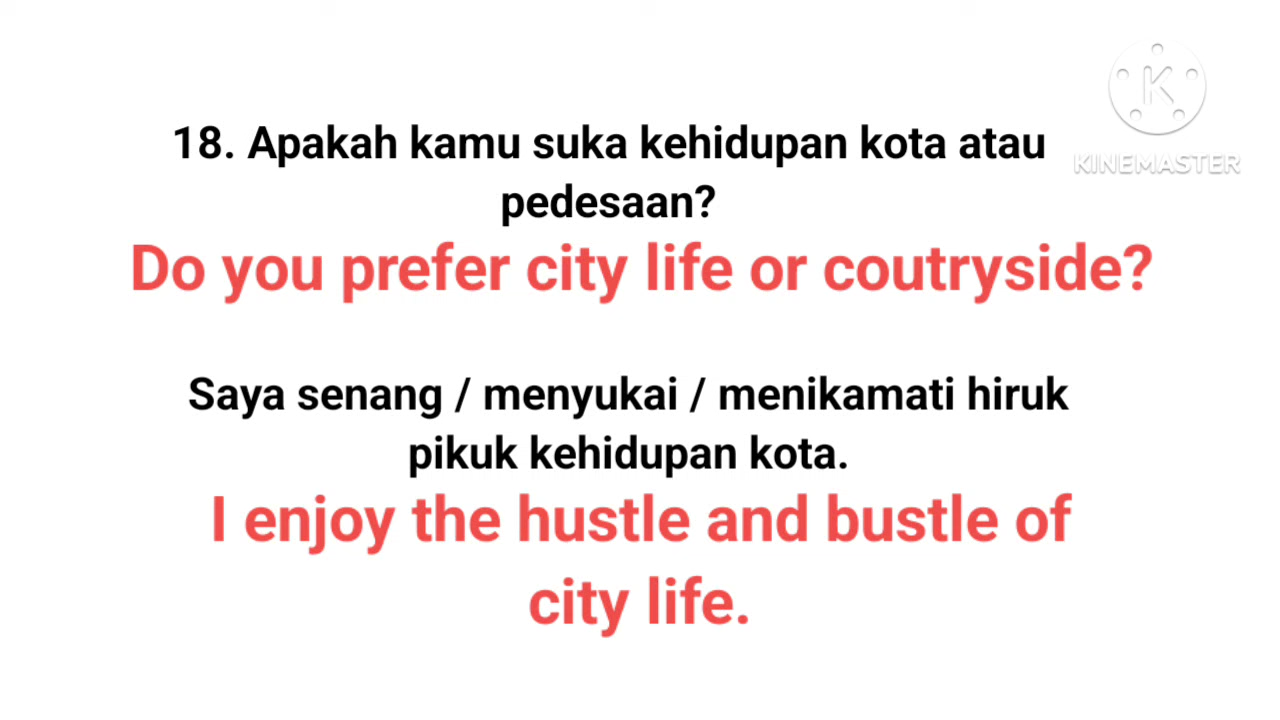 18. Apakah kamu suka kehidupan kota atau
pedesaan?
Do you prefer city life or coutryside?
Saya senang / menyukai / menikamati hiruk
pikuk kehidupan kota.
I enjoy the hustle and bustle of
city life.
K
KINEMASTER